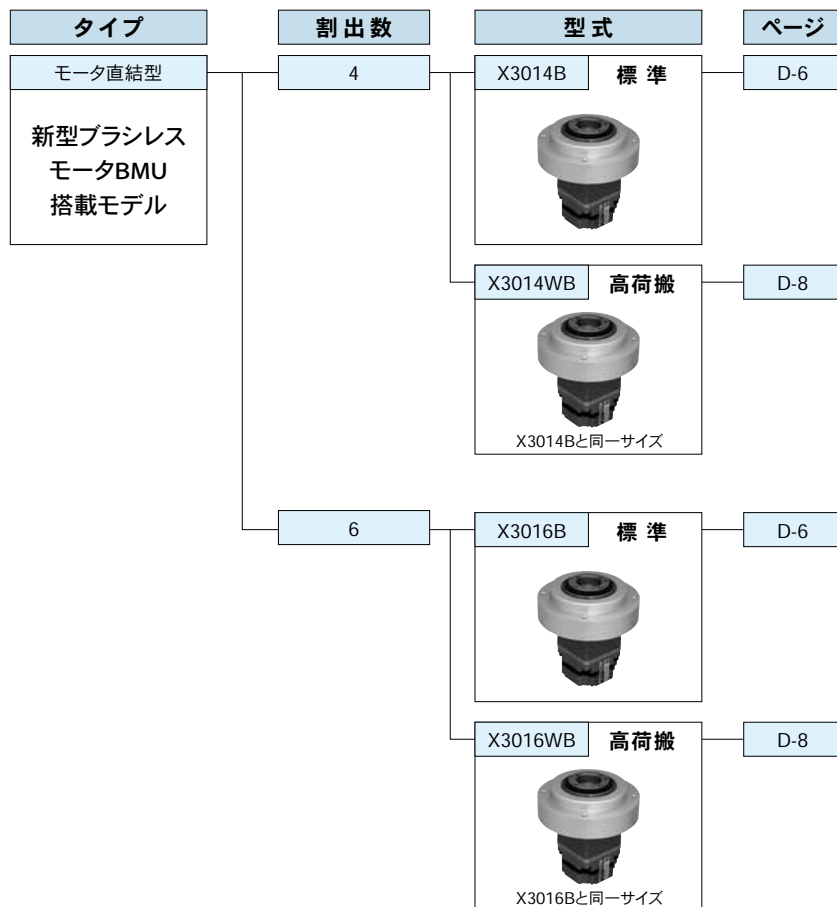 タイプ 割出数 型式 ページ
モータ直結型 4 X3014B 標準 D-6
新型ブラシレス
モータBMU
搭載モデル
X3014WB 高荷搬 D-8
X3014Bと同一サイズ
6 X3016B 標準 D-6
X3016WB 高荷搬 D-8
X3016Bと同一サイズ